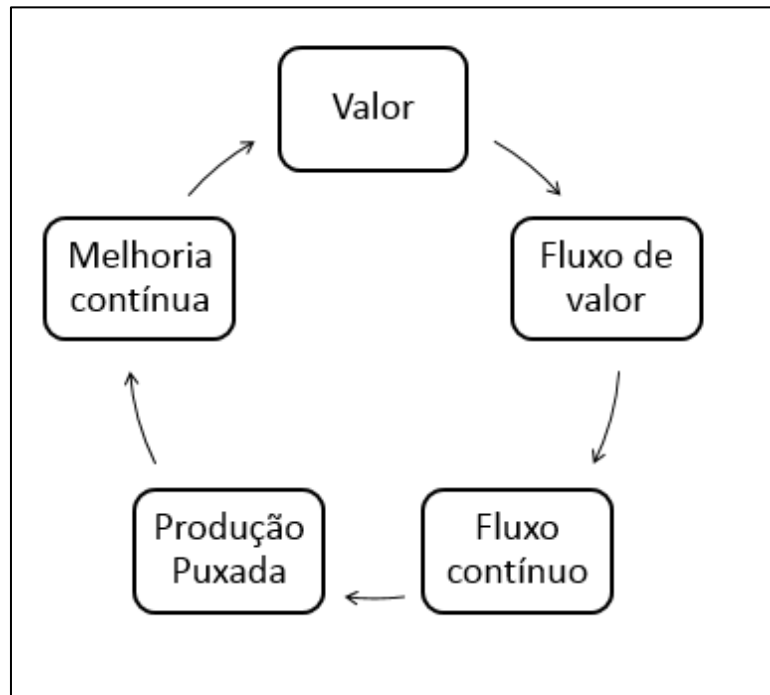 Valor
Fluxo de
valor
Fluxo
contínuo
Produção
Puxada
Melhoria
contínua